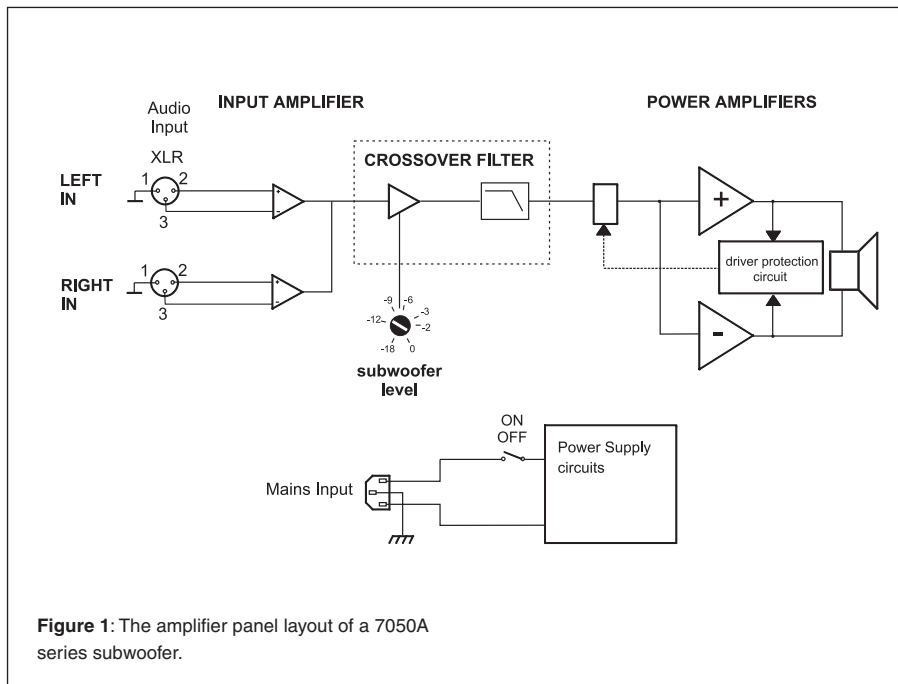 INPUT AMPLIFIER
POWER AMPLIFIERS
Audio
Input
XLR
CROSSOVER FILTER
LEFT
IN
1 2
3
+
-
+
driver protection
circuit
RIGHT
IN
1 2
3
+
-
-
-9 -6
-12 -3
-2
-18 0
subwoofer
level
ON
OFF
Mains Input
Power Supply
circuits
Figure 1: The amplifier panel layout of a 7050A
series subwoofer.